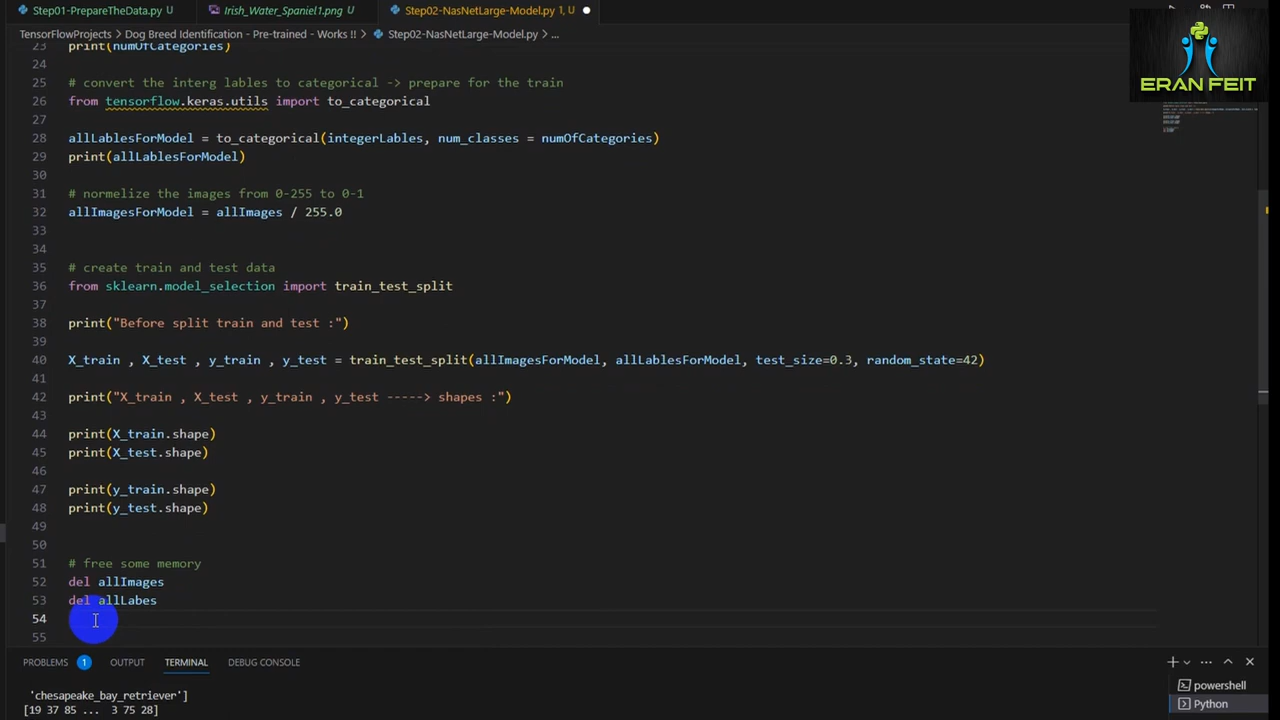 Step01-PrepareTheData.py U
Irish_Water_Spaniel1.png U
Step02-NasNetLarge-Model.py 1, U
TensorFlowProjects > Dog Breed Identification - Pre-trained - Works !! > Step02-NasNetLarge-Model.py > ...
ERAN FEIT
23 print(numOfCategories)
24
25 # convert the interg lables to categorical -> prepare for the train
26 from tensorflow.keras.utils import to_categorical
27
28 allLablesForModel = to_categorical(integerLables, num_classes = numOfCategories)
29 print(allLablesForModel)
30
31 # normelize the images from 0-255 to 0-1
32 allImagesForModel = allImages / 255.0
33
34
35 # create train and test data
36 from sklearn.model_selection import train_test_split
37
38 print("Before split train and test :")
39
40 X_train , X_test , y_train , y_test = train_test_split(allImagesForModel, allLablesForModel, test_size=0.3, random_state=42)
41
42 print("X_train , X_test , y_train , y_test -----> shapes :")
43
44 print(X_train.shape)
45 print(X_test.shape)
46
47 print(y_train.shape)
48 print(y_test.shape)
49
50
51 # free some memory
52 del allImages
53 del allLabes
54
55
PROBLEMS 1 OUTPUT TERMINAL DEBUG CONSOLE
'chesapeake_bay_retriever']
[19 37 85 ... 3 75 28]
powershell
Python